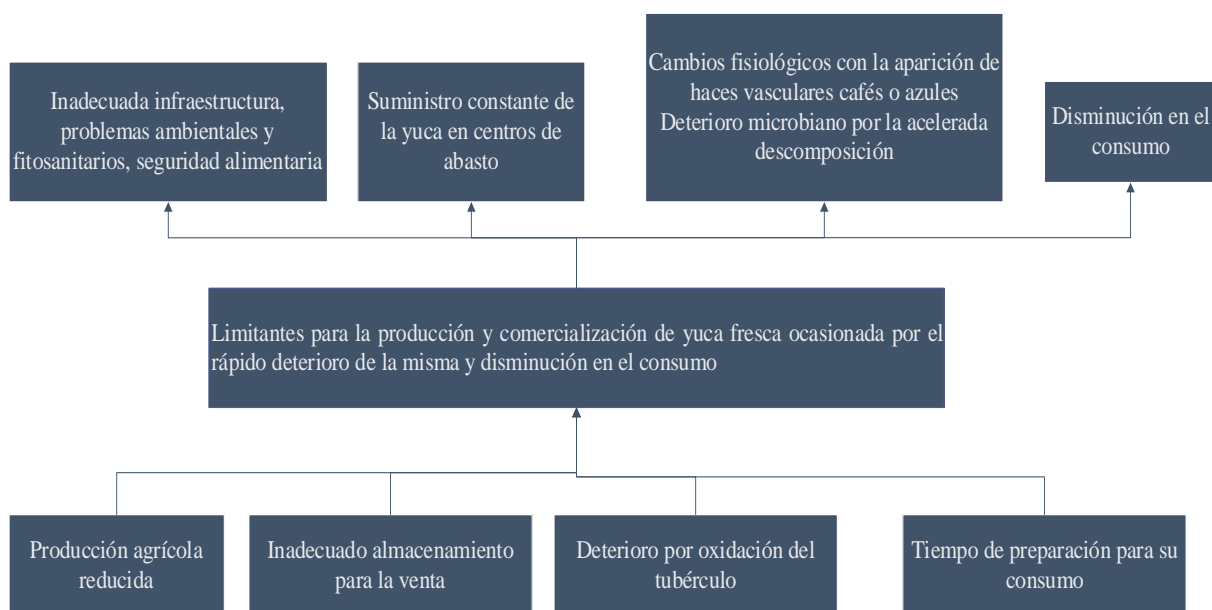 Inadecuada infraestructura,
problemas ambientales y
fitosanitarios, seguridad alimentaria
Suministro constante de
la yuca en centros de
abasto
Cambios fisiológicos con la aparición de
haces vasculares cafés o azules
Deterioro microbiano por la acelerada
descomposición
Disminución en el
consumo
Limitantes para la producción y comercialización de yuca fresca ocasionada por el
rápido deterioro de la misma y disminución en el consumo
Producción agrícola
reducida
Inadecuado almacenamiento
para la venta
Deterioro por oxidación del
tubérculo
Tiempo de preparación para su
consumo